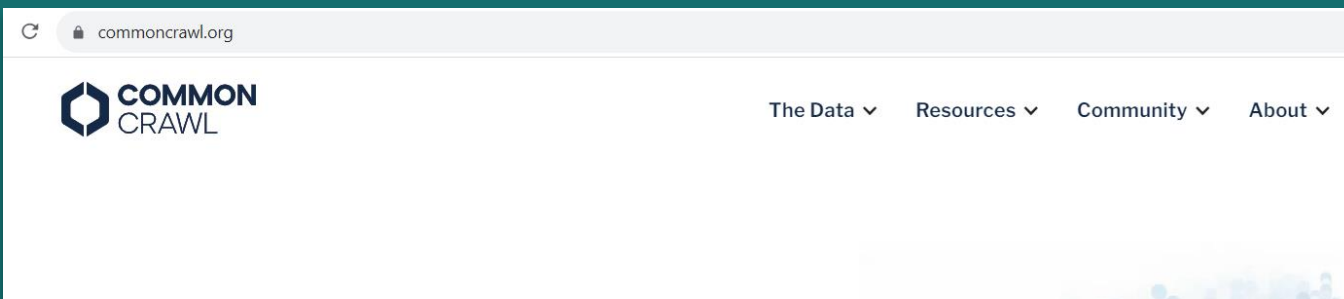 commoncrawl.org
COMMON
CRAWL
The Data Resources Community About